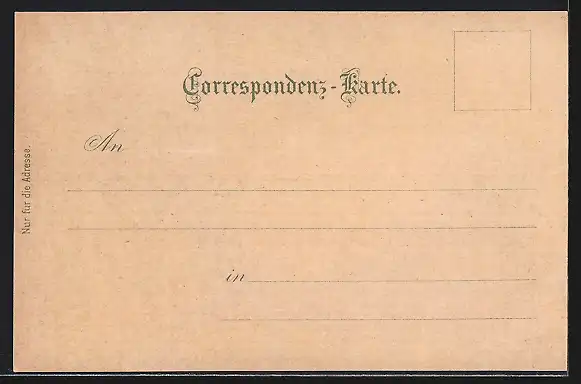 Correspondenz-Karte.
An
in
Nur für die Adresse.